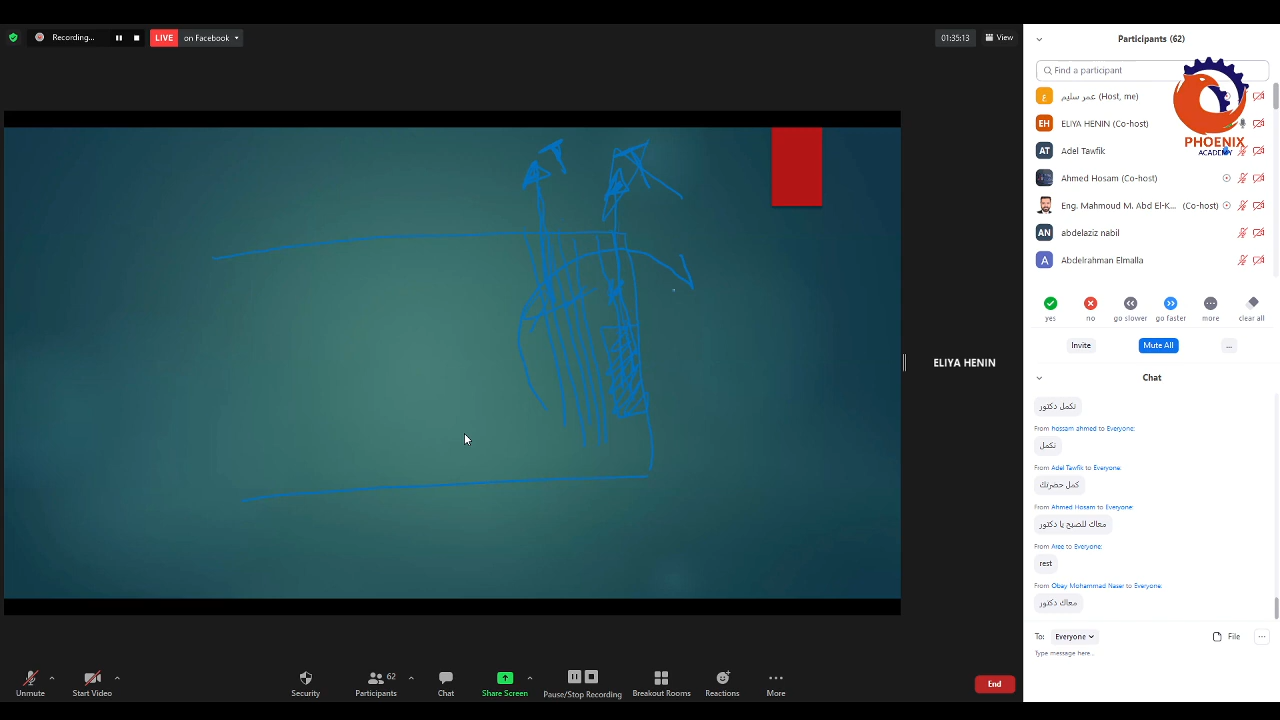 Recording...
LIVE on Facebook
01:35:13
View
Participants (62)
Find a participant
ع عمر سليم (Host, me)
EH ELIYA HENIN (Co-host)
AT Adel Tawfik
Ahmed Hosam (Co-host)
Eng. Mahmoud M. Abd El-K... (Co-host)
AN abdelaziz nabil
A Abdelrahman Elmalla
PHOENIX
ACADEMY
yes no go slower go faster more clear all
Invite Mute All ...
ELIYA HENIN
Chat
نكمل دكتور
From hossam ahmed to Everyone:
نكمل
From Adel Tawfik to Everyone:
كمل حضرتك
From Ahmed Hosam to Everyone:
معاك للصبح يا دكتور
From Aree to Everyone:
rest
From Obay Mohammad Naser to Everyone:
معاك دكتور
To: Everyone File ...
Type message here...
Unmute Start Video Security Participants 62 Chat Share Screen Pause/Stop Recording Breakout Rooms Reactions More End